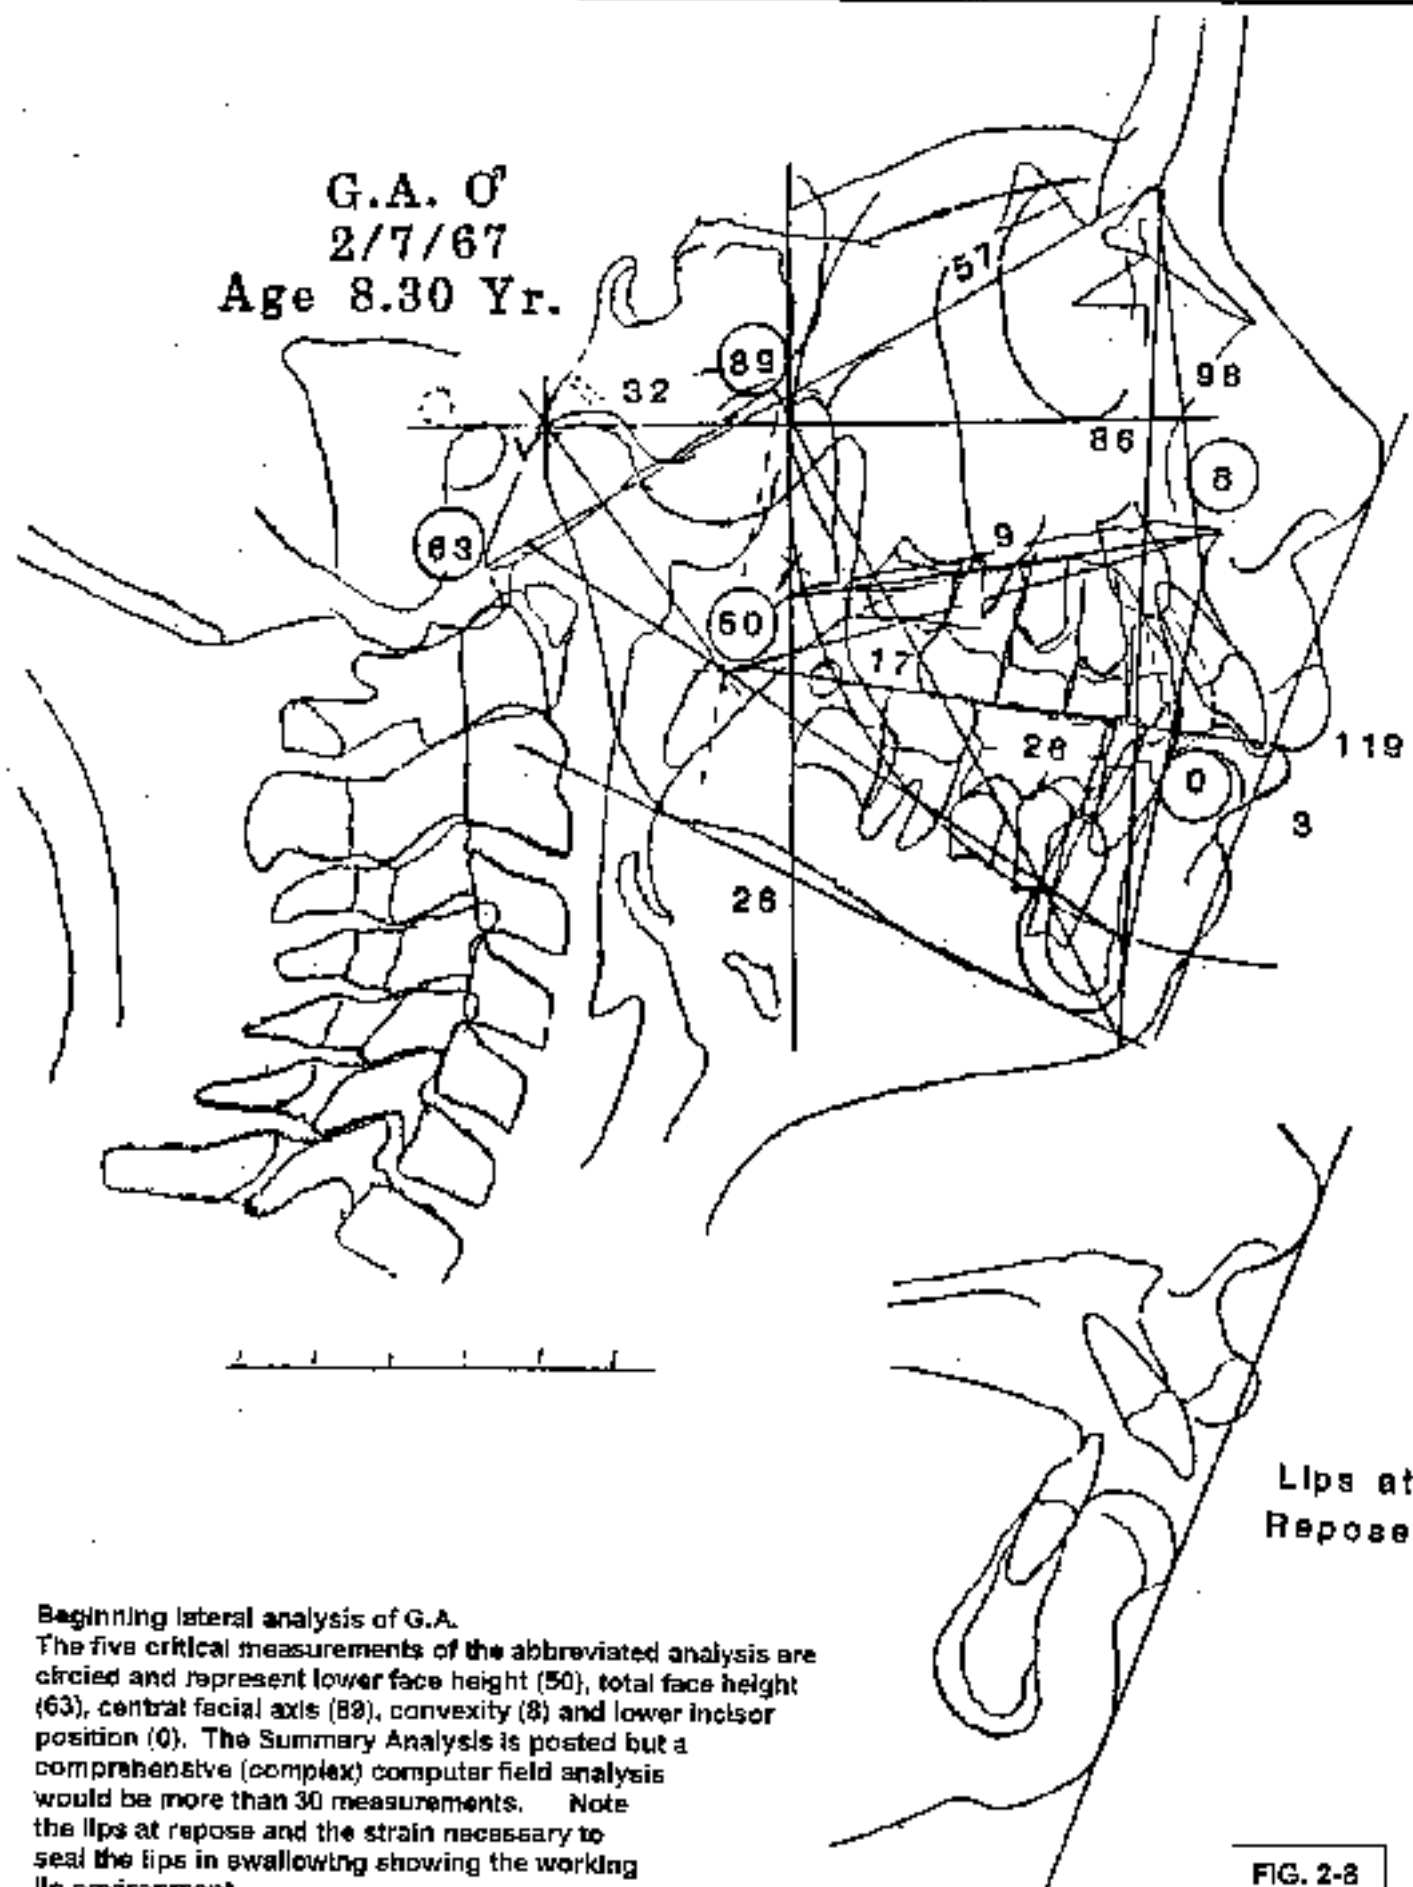 G.A. ♂
2/7/67
Age 8.30 Yr.
57
89
32
98
86
8
63
9
60
17
28
119
0
3
26
Lips at
Repose
Beginning lateral analysis of G.A.
The five critical measurements of the abbreviated analysis are
circled and represent lower face height (50), total face height
(63), central facial axis (89), convexity (8) and lower incisor
position (0). The Summary Analysis is posted but a
comprehensive (complex) computer field analysis
would be more than 30 measurements. Note
the lips at repose and the strain necessary to
seal the lips in swallowing showing the working
FIG. 2-8